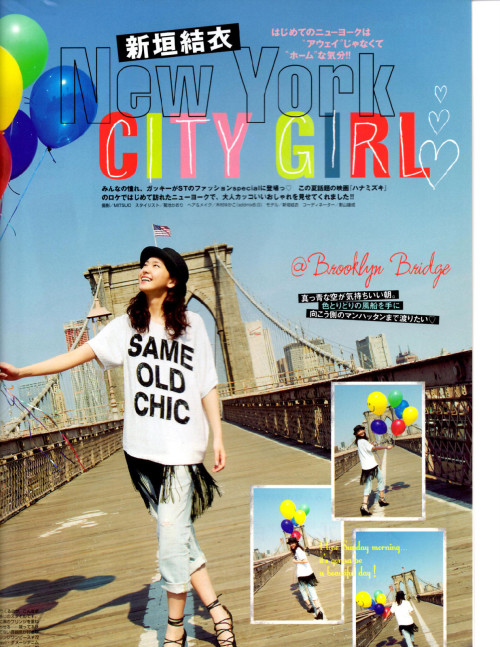 新垣結衣
はじめてのニューヨークは
"アウェイ"じゃなくて
"ホーム"な気分!!
New York
CITY GIRL
みんなの憧れ、ガッキーがSTのファッションspecialに登場っ♡ この夏話題の映画「ハナミズキ」
のロケではじめて訪れたニューヨークで、大人カッコいいおしゃれを見せてくれました!!
@Brooklyn Bridge
真っ青な空が気持ちいい朝。
色とりどりの風船を手に
向こう側のマンハッタンまで渡りたい♡
SAME
OLD
CHIC
Sunday morning...
it's gonna be
a beautiful day!